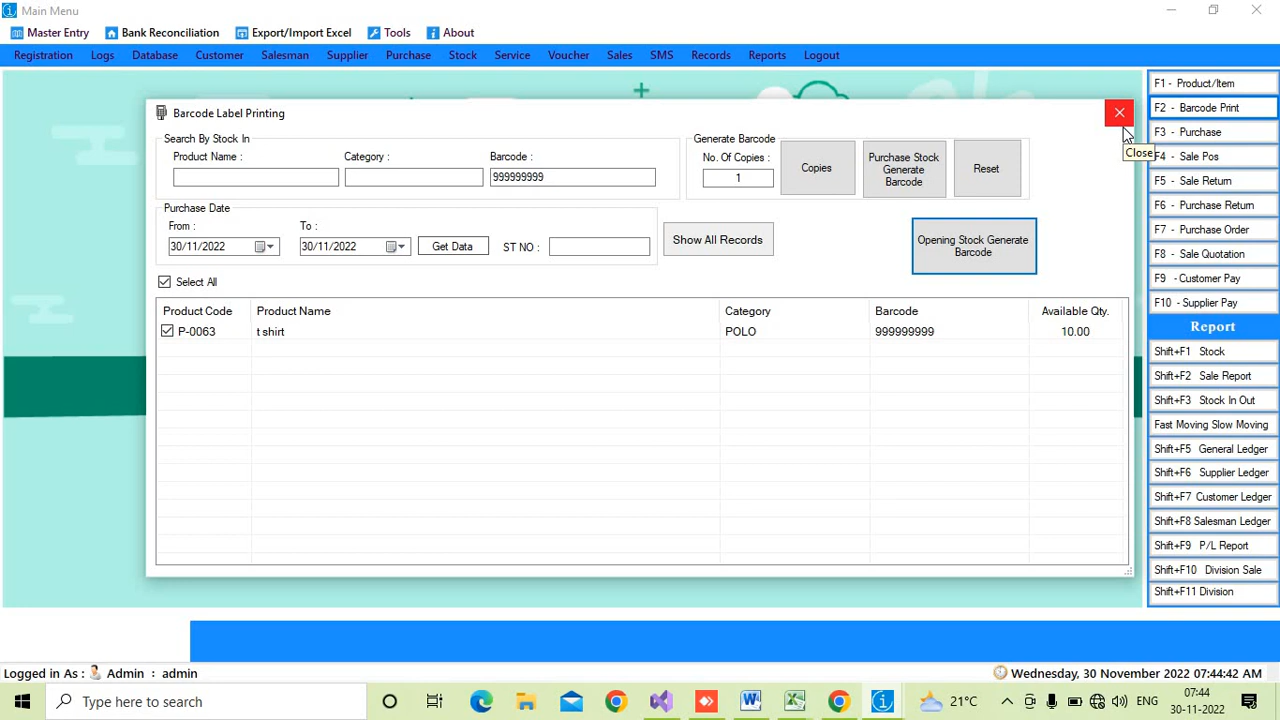 Main Menu
Master Entry Bank Reconciliation Export/Import Excel Tools About
Registration Logs Database Customer Salesman Supplier Purchase Stock Service Voucher Sales SMS Records Reports Logout
Barcode Label Printing
Close
Search By Stock In
Product Name : Category : Barcode :
999999999
Generate Barcode
No. Of Copies :
1
Copies
Purchase Stock
Generate
Barcode
Reset
Purchase Date
From : To :
30/11/2022 30/11/2022 Get Data ST NO :
Show All Records
Opening Stock Generate
Barcode
Select All
Product Code Product Name Category Barcode Available Qty.
P-0063 t shirt POLO 999999999 10.00
F1 - Product/Item
F2 - Barcode Print
F3 - Purchase
F4 - Sale Pos
F5 - Sale Return
F6 - Purchase Return
F7 - Purchase Order
F8 - Sale Quotation
F9 - Customer Pay
F10 - Supplier Pay
Report
Shift+F1 Stock
Shift+F2 Sale Report
Shift+F3 Stock In Out
Fast Moving Slow Moving
Shift+F5 General Ledger
Shift+F6 Supplier Ledger
Shift+F7 Customer Ledger
Shift+F8 Salesman Ledger
Shift+F9 P/L Report
Shift+F10 Division Sale
Shift+F11 Division
Logged in As : Admin : admin
Wednesday, 30 November 2022 07:44:42 AM
Type here to search
21°C
ENG
07:44
30-11-2022